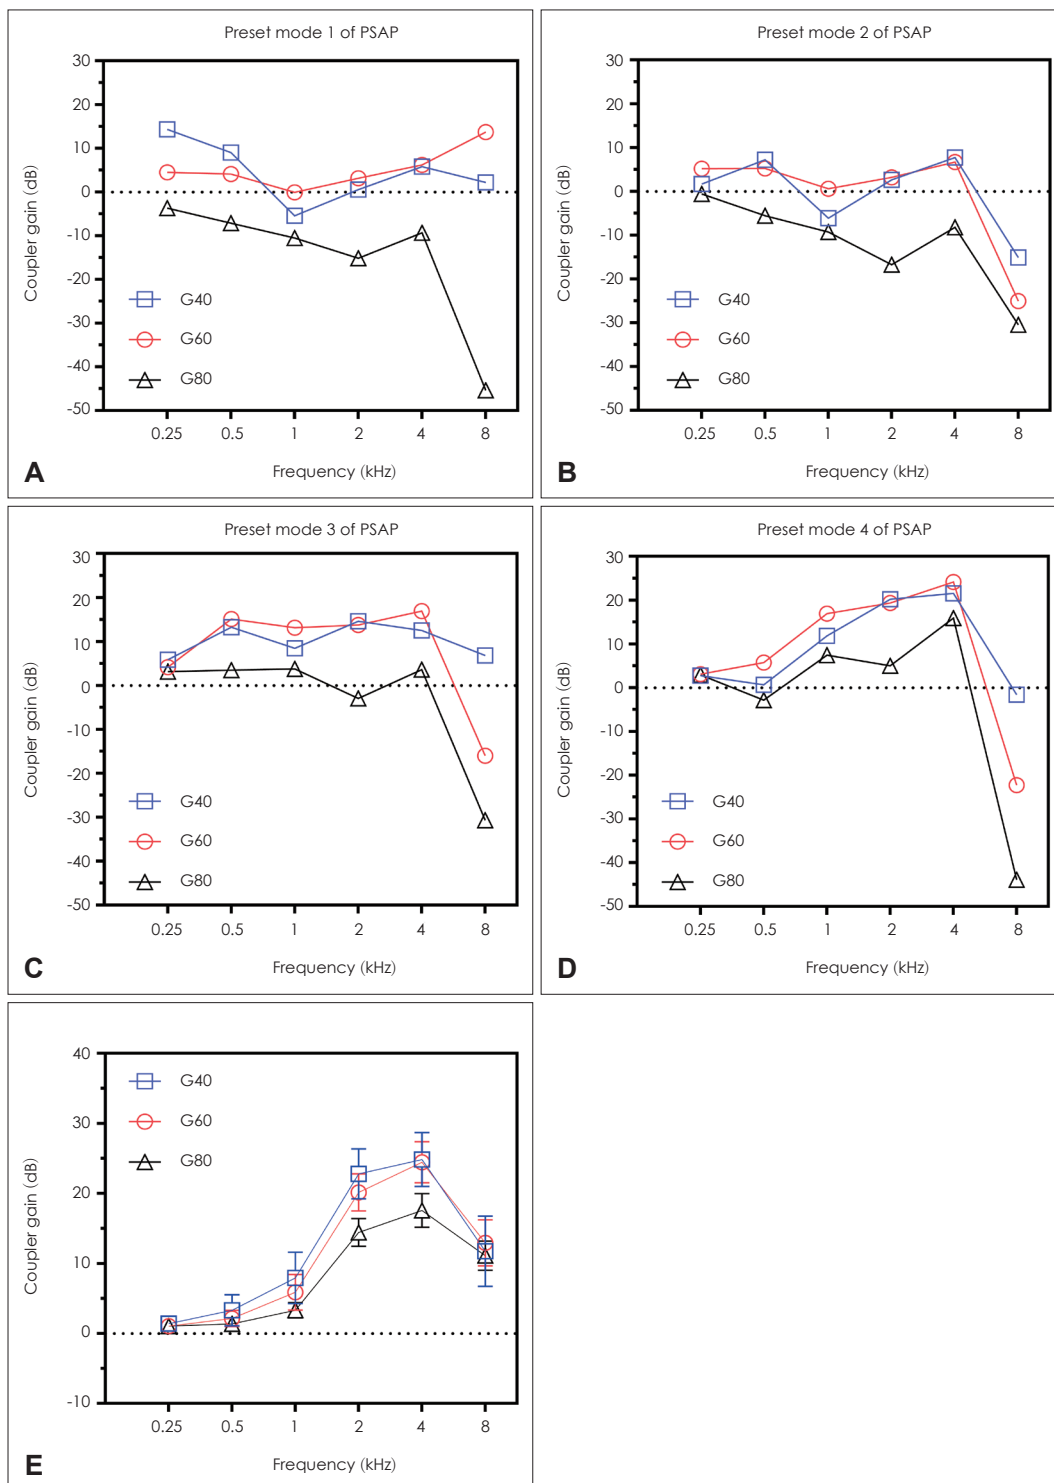 Preset mode 1 of PSAP
30
20
10
0
-10
-20
-30
-40
-50
Coupler gain (dB)
G40
G60
G80
0.25 0.5 1 2 4 8
Frequency (kHz)
A
Preset mode 2 of PSAP
30
20
10
0
-10
-20
-30
-40
-50
Coupler gain (dB)
G40
G60
G80
0.25 0.5 1 2 4 8
Frequency (kHz)
B
Preset mode 3 of PSAP
30
20
10
0
-10
-20
-30
-40
-50
Coupler gain (dB)
G40
G60
G80
0.25 0.5 1 2 4 8
Frequency (kHz)
C
Preset mode 4 of PSAP
30
20
10
0
-10
-20
-30
-40
-50
Coupler gain (dB)
G40
G60
G80
0.25 0.5 1 2 4 8
Frequency (kHz)
D
40
30
20
10
0
-10
Coupler gain (dB)
G40
G60
G80
0.25 0.5 1 2 4 8
Frequency (kHz)
E